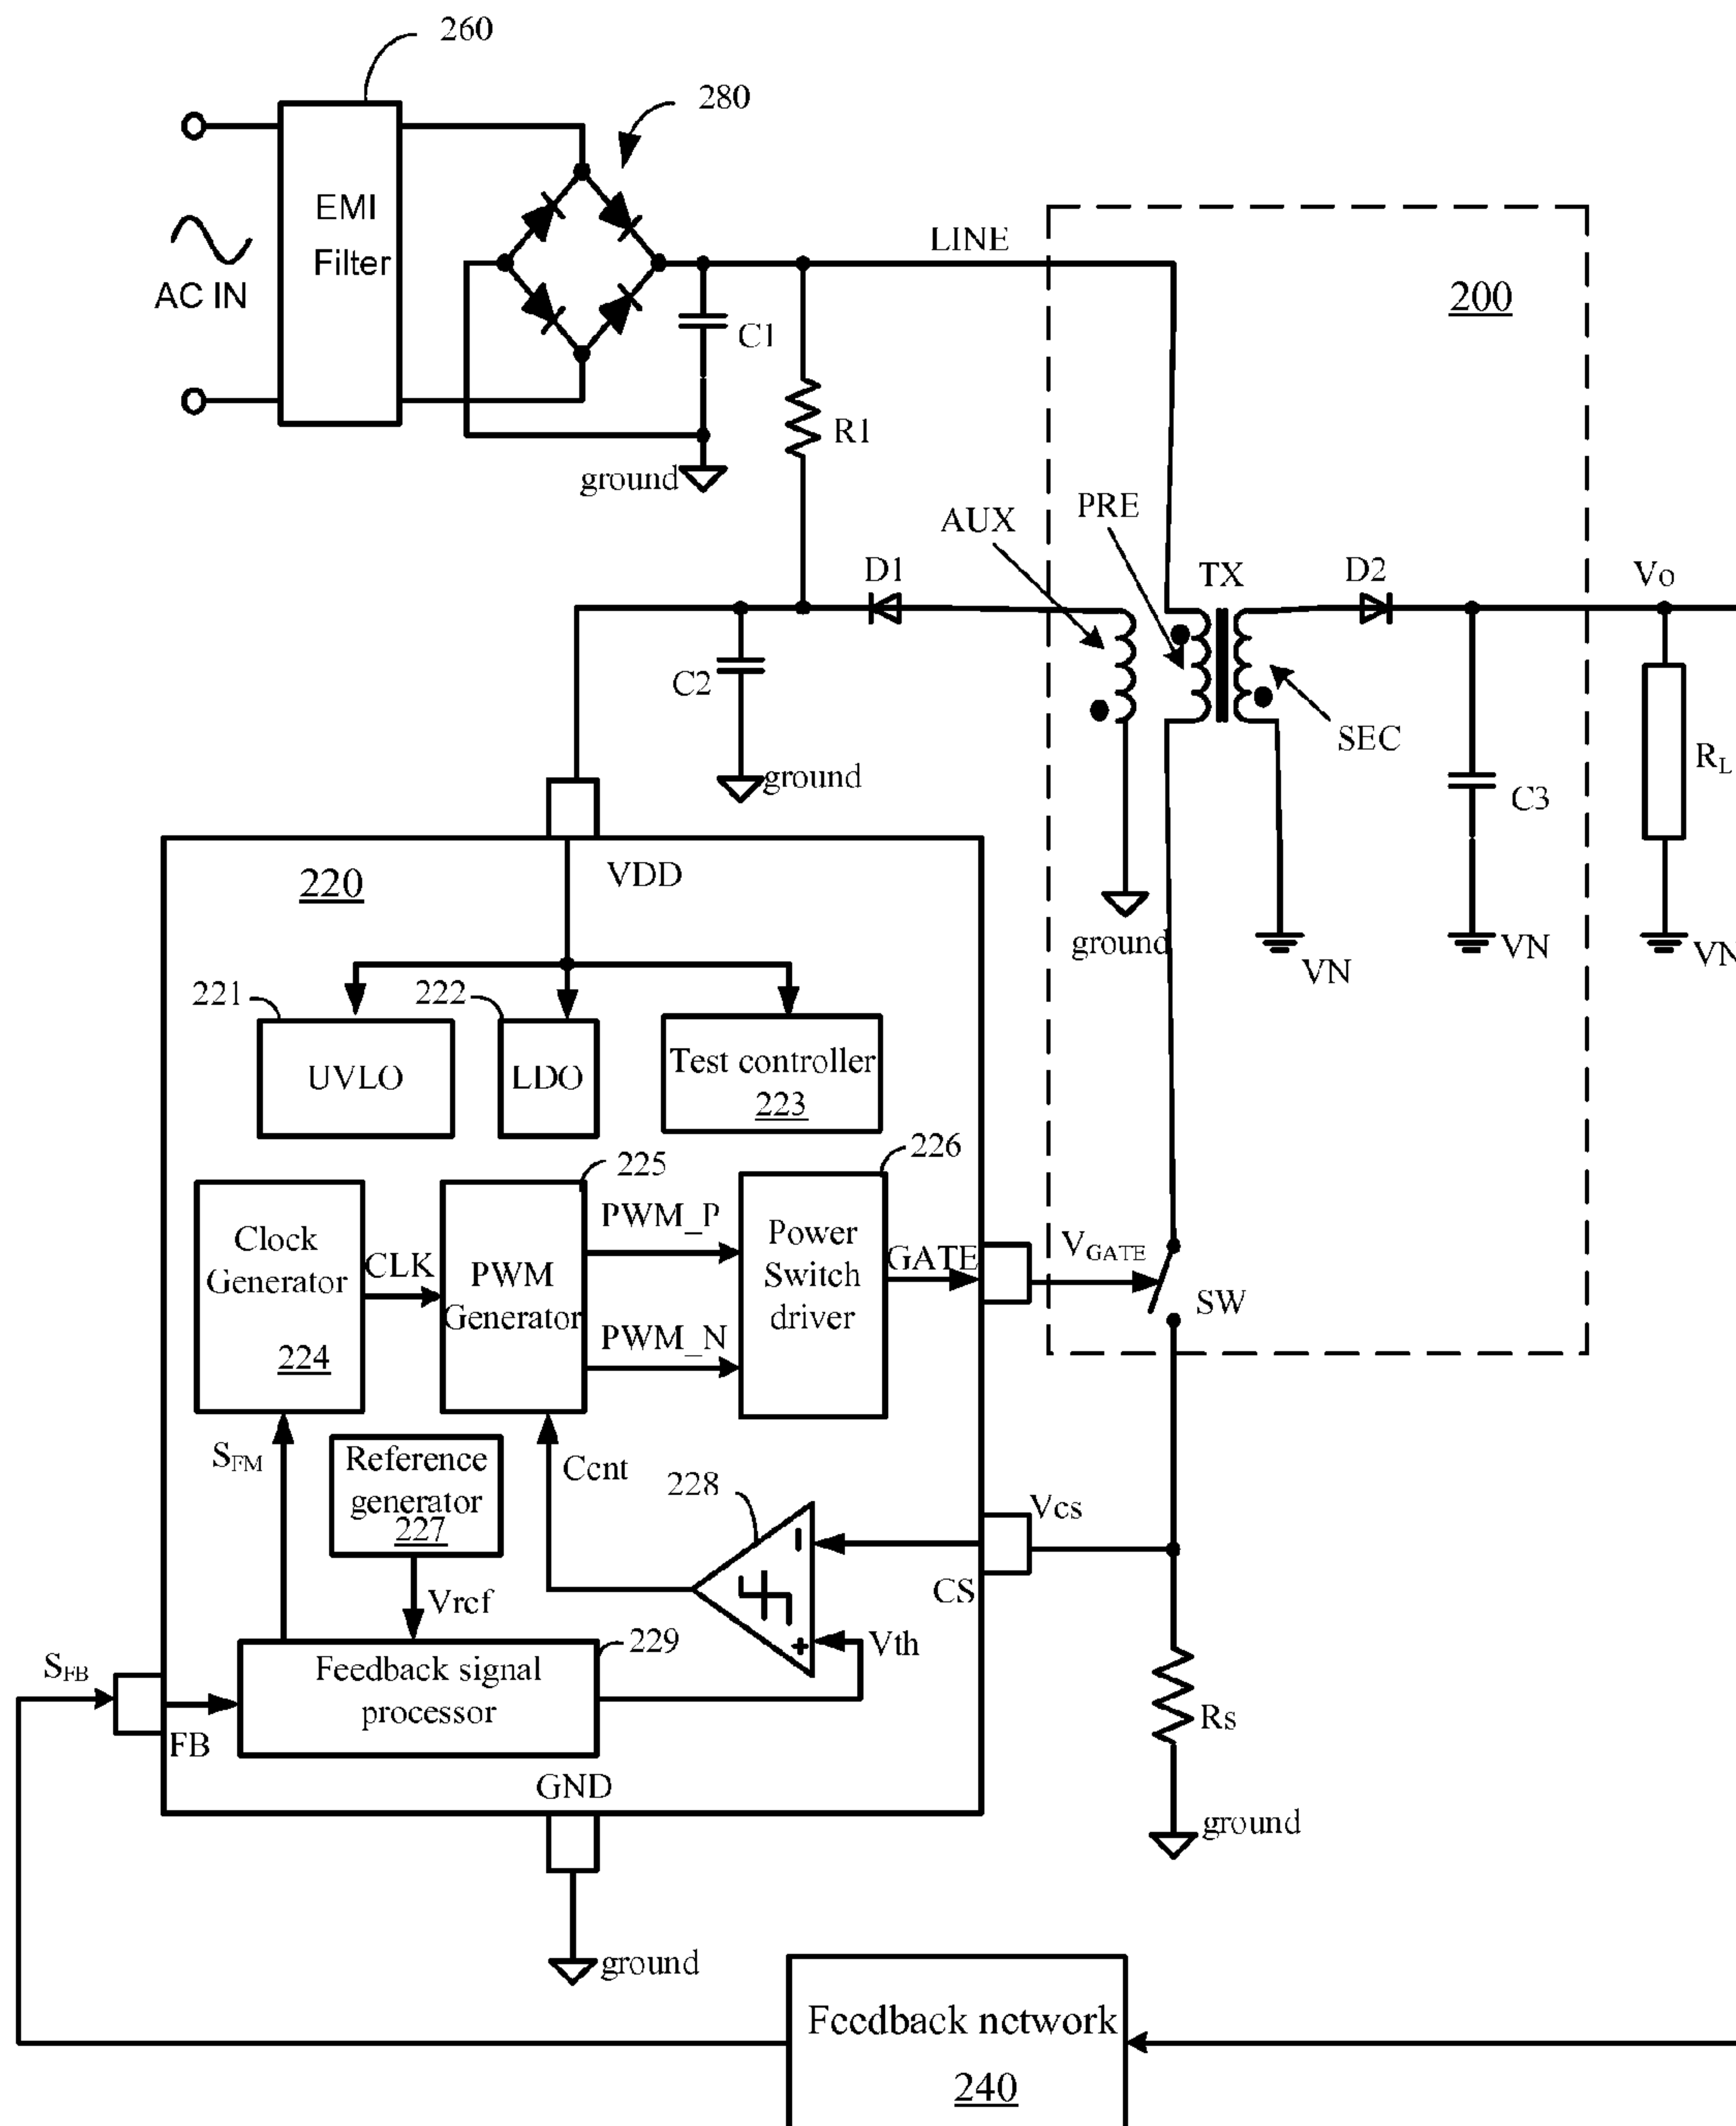 260
280
EMI
Filter
AC IN
LINE
200
C1
R1
ground
AUX
PRE
D1
TX
D2
Vo
C2
SEC
C3
RL
ground
ground
VN
VN
VN
220
VDD
221
222
UVLO
LDO
Test controller
223
225
226
Clock
Generator
224
CLK
PWM
Generator
PWM_P
PWM_N
Power
Switch
driver
GATE
VGATE
SW
SFM
Reference
generator
227
Ccnt
228
Vcs
CS
Vref
229
Vth
SFB
FB
Feedback signal
processor
Rs
GND
ground
ground
Feedback network
240